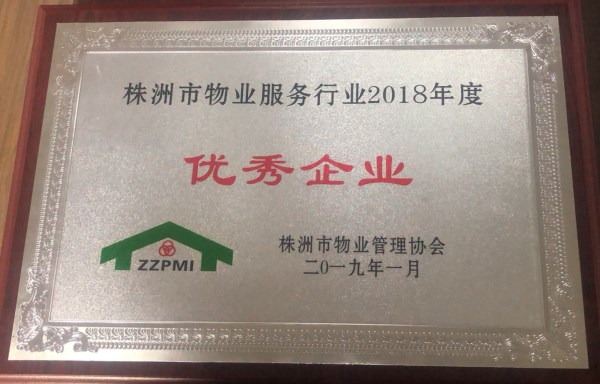 株洲市物业服务行业2018年度
优秀企业
ZZPMI
株洲市物业管理协会
二0一九年一月